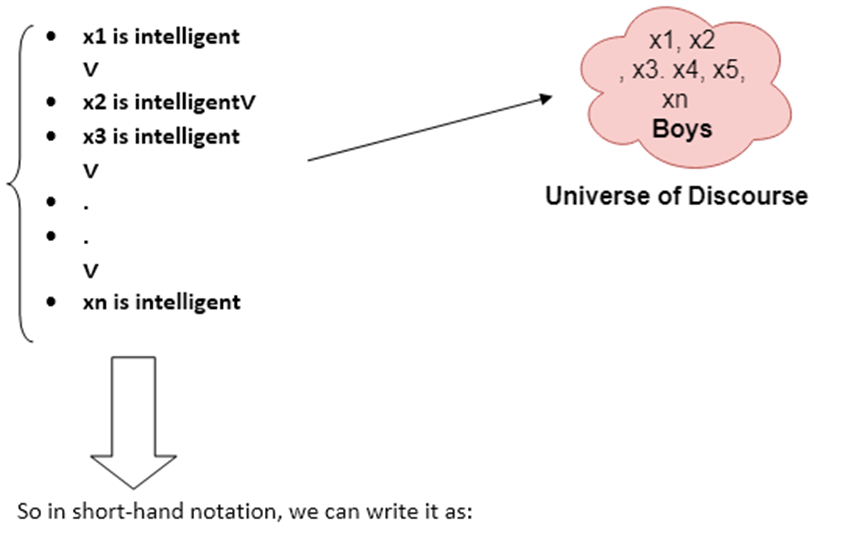 • x1 is intelligent
V
• x2 is intelligentV
• x3 is intelligent
V
• .
• .
V
• xn is intelligent
x1, x2
, x3. x4, x5,
xn
Boys
Universe of Discourse
So in short-hand notation, we can write it as: